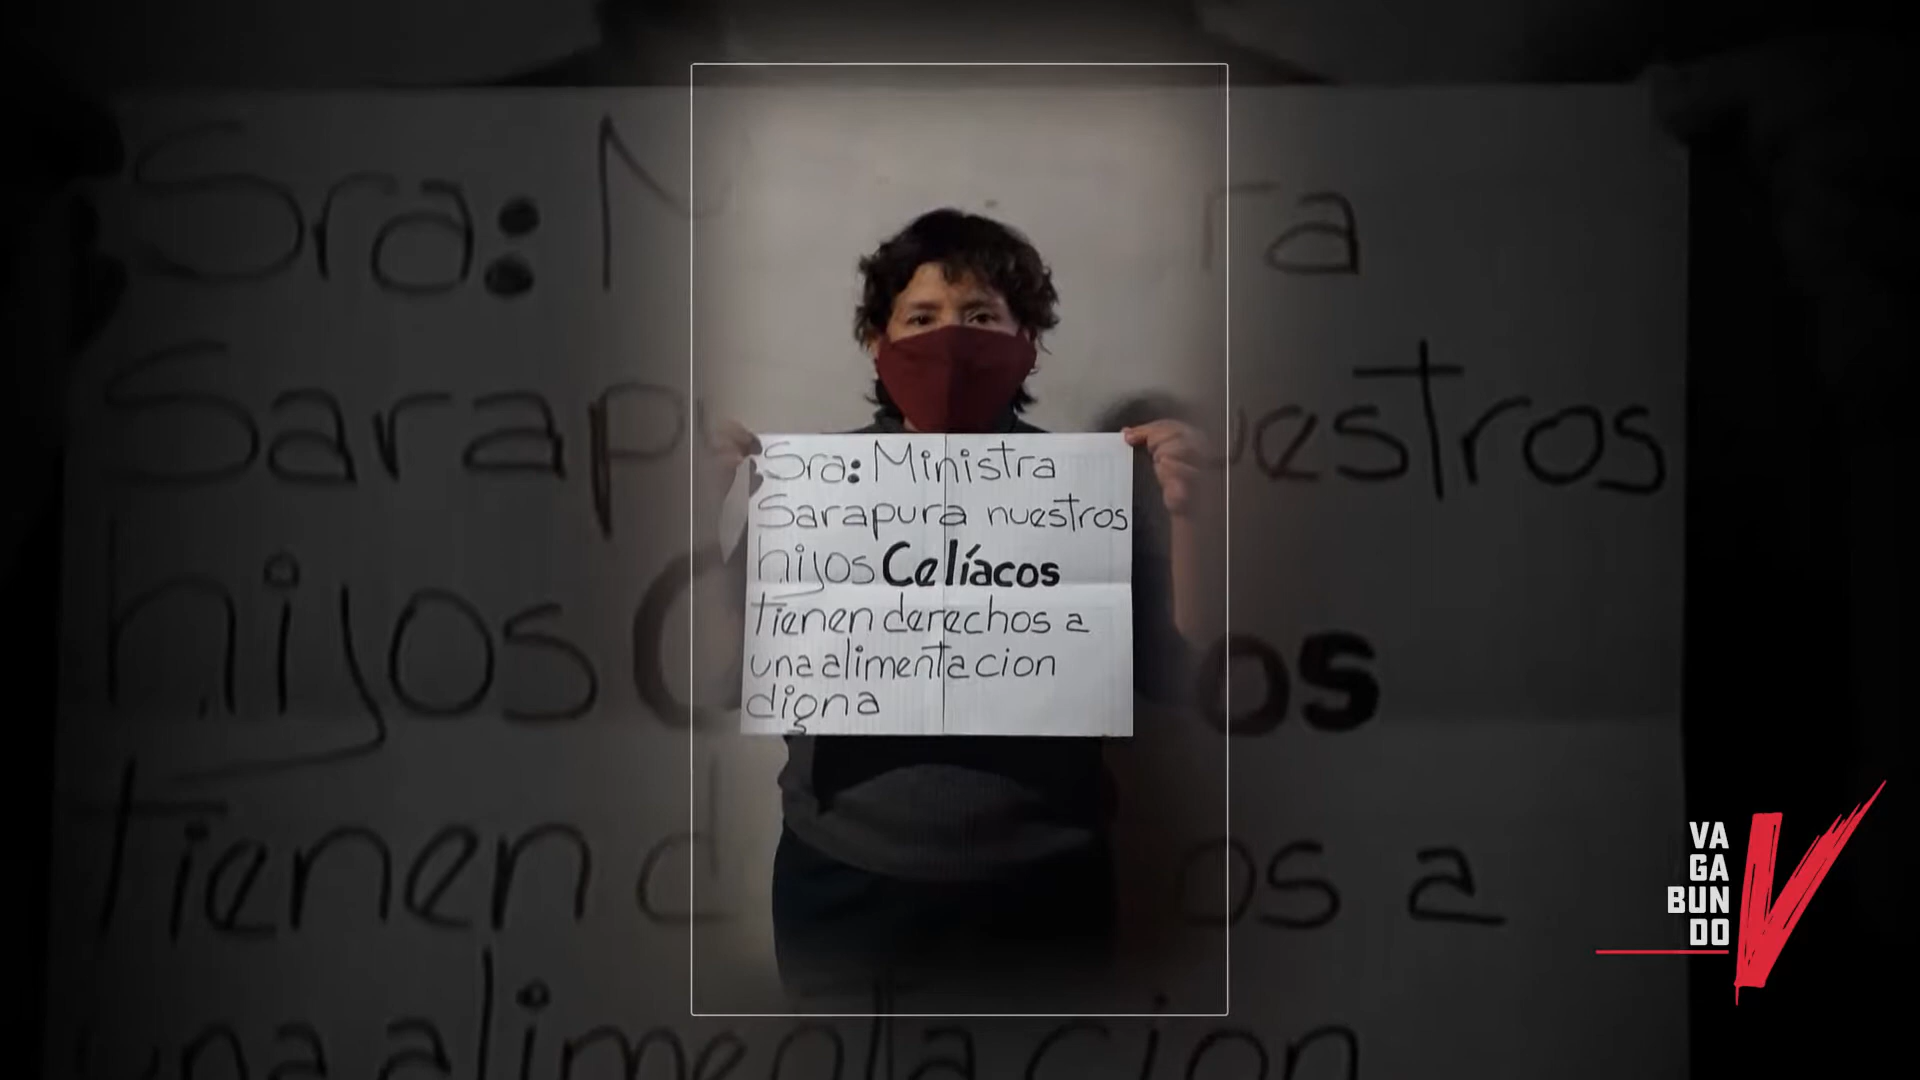 Sra: Ministra
Sarapura nuestros
hijos Celíacos
tienen derechos a
una alimentacion
digna
VA
GA
BUN
DO
V